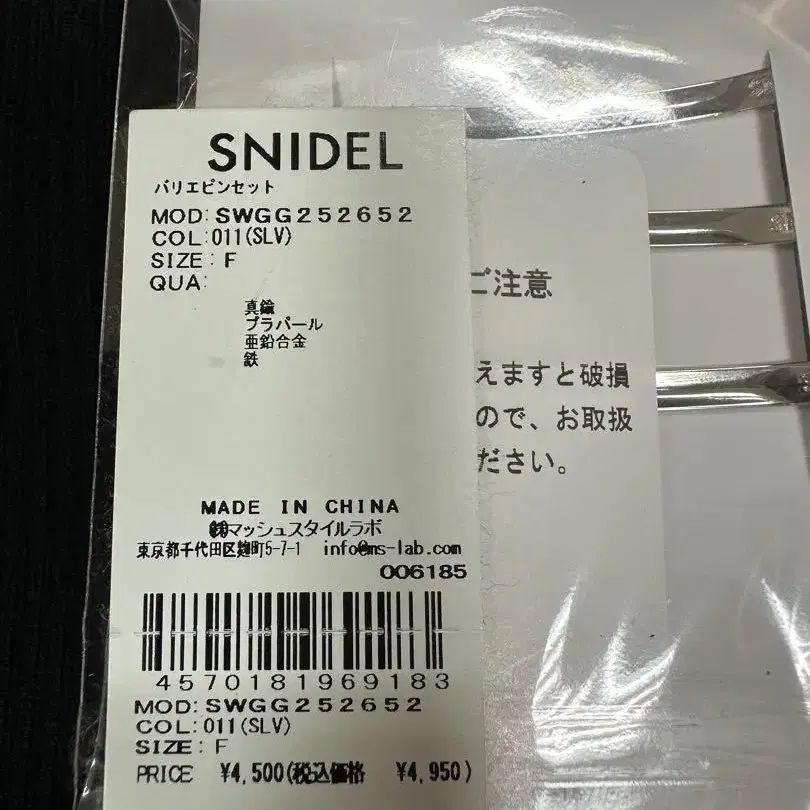 SNIDEL
バリエピンセット
MOD:SWGG252652
COL:011(SLV)
SIZE: F
QUA:
真鍮
プラパール
亜鉛合金
鉄
MADE IN CHINA
㈱マッシュスタイルラボ
東京都千代田区麹町5-7-1 info@ms-lab.com
006185
4570181969183
MOD:SWGG252652
COL:011(SLV)
SIZE: F
PRICE ¥4,500(税込価格 ¥4,950)
ご注意
えますと破損
ので、お取扱
ださい。